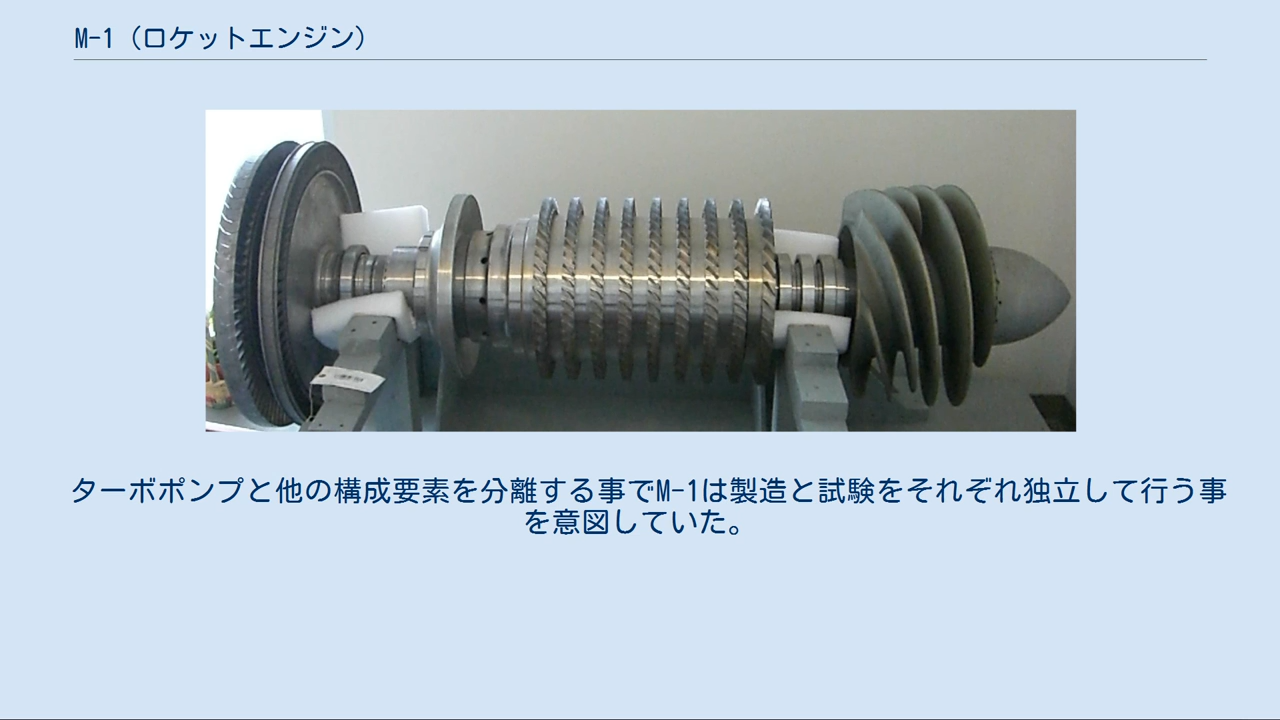 M-1（ロケットエンジン）
ターボポンプと他の構成要素を分離する事でM-1は製造と試験をそれぞれ独立して行う事
を意図していた。